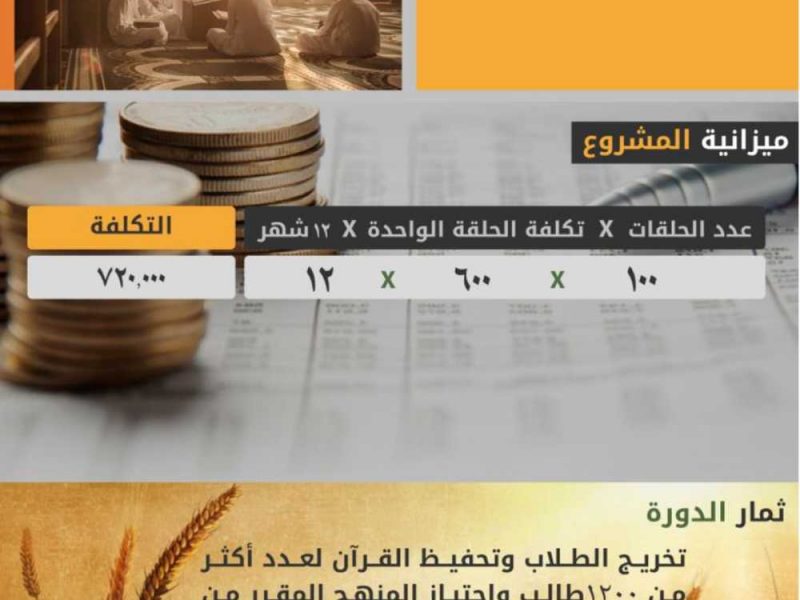 ميزانية المشروع
عدد الحلقات X تكلفة الحلقة الواحدة X ١٢ شهر
التكلفة
١٠٠ X ٦٠٠ X ١٢
٧٢٠,٠٠٠
ثمار الدورة
تخريج الطلاب وتحفيظ القرآن لعدد أكثر
من ١٢٠٠ طالب واجتياز المنهج المقرر من